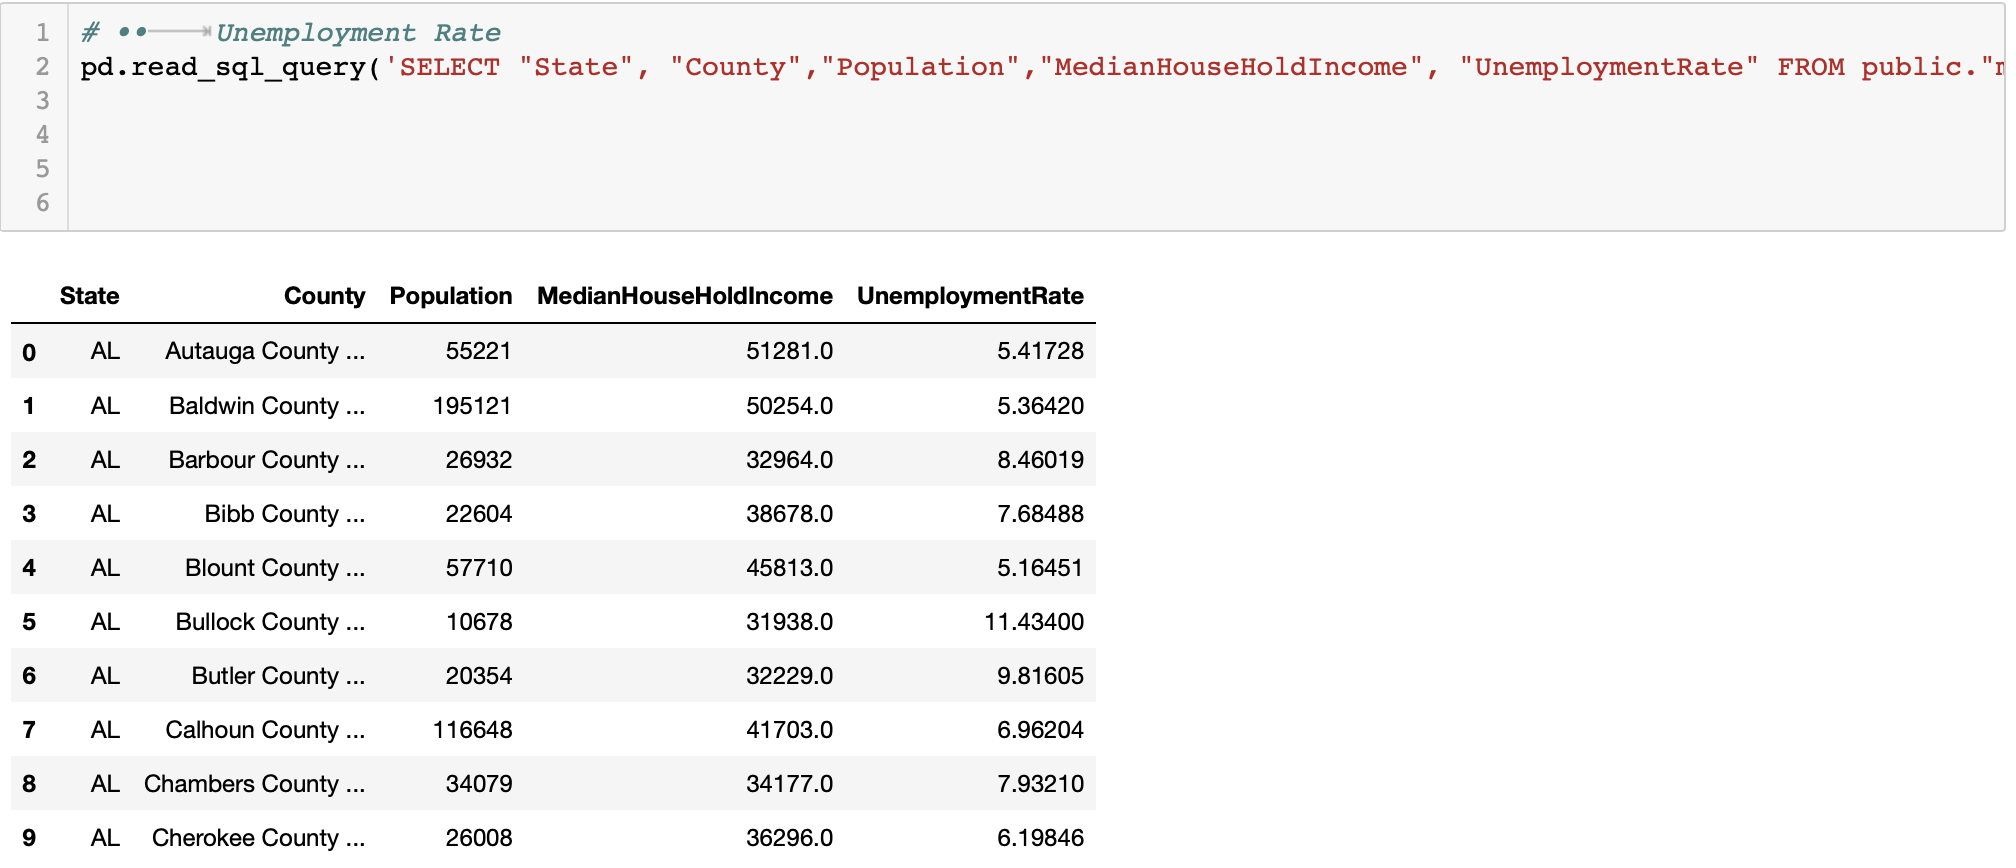 1 # •• Unemployment Rate
2 pd.read_sql_query('SELECT "State", "County","Population","MedianHouseHoldIncome", "UnemploymentRate" FROM public."
3
4
5
6
State County Population MedianHouseHoldIncome UnemploymentRate
0 AL Autauga County ... 55221 51281.0 5.41728
1 AL Baldwin County ... 195121 50254.0 5.36420
2 AL Barbour County ... 26932 32964.0 8.46019
3 AL Bibb County ... 22604 38678.0 7.68488
4 AL Blount County ... 57710 45813.0 5.16451
5 AL Bullock County ... 10678 31938.0 11.43400
6 AL Butler County ... 20354 32229.0 9.81605
7 AL Calhoun County ... 116648 41703.0 6.96204
8 AL Chambers County ... 34079 34177.0 7.93210
9 AL Cherokee County ... 26008 36296.0 6.19846